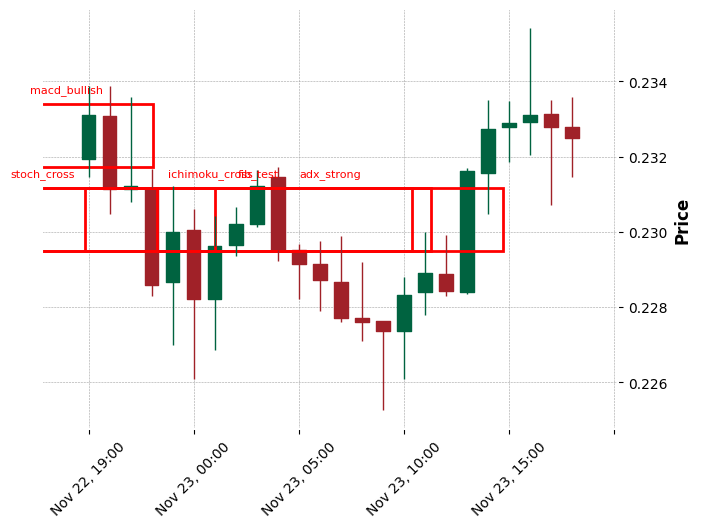 macd_bullish
stoch_cross
ichimoku_cross
fib_test
adx_strong
0.234
0.232
0.230
0.228
0.226
Price
Nov 22, 19:00
Nov 23, 00:00
Nov 23, 05:00
Nov 23, 10:00
Nov 23, 15:00